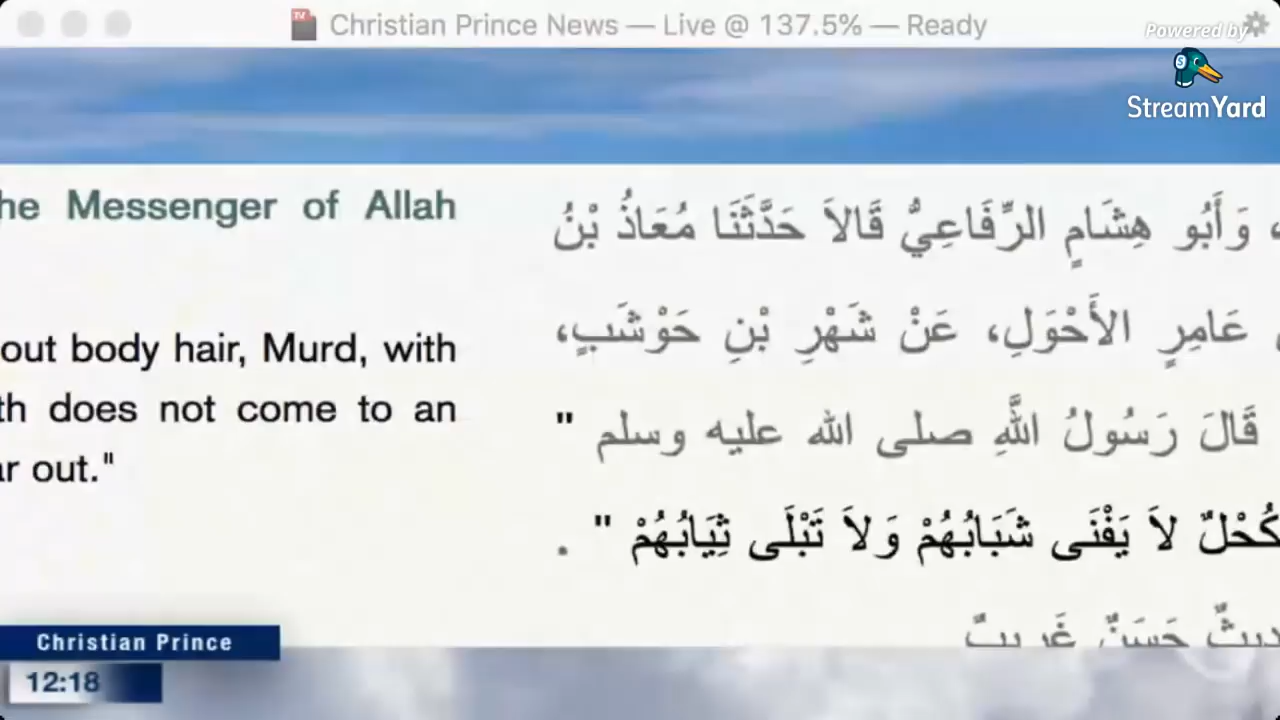 Christian Prince News — Live @ 137.5% — Ready
Powered by
StreamYard
he Messenger of Allah
out body hair, Murd, with
th does not come to an
ar out."
، وَأَبُو هِشَامٍ الرِّفَاعِيُّ قَالاَ حَدَّثَنَا مُعَاذُ بْنُ
عَامِرٍ الأَحْوَلِ، عَنْ شَهْرِ بْنِ حَوْشَبٍ،
قَالَ رَسُولُ اللَّهِ صلى الله عليه وسلم "
كُحْلٌ لاَ يَفْنَى شَبَابُهُمْ وَلاَ تَبْلَى ثِيَابُهُمْ " .
حَسَنٌ غَرِيبٌ
Christian Prince
12:18